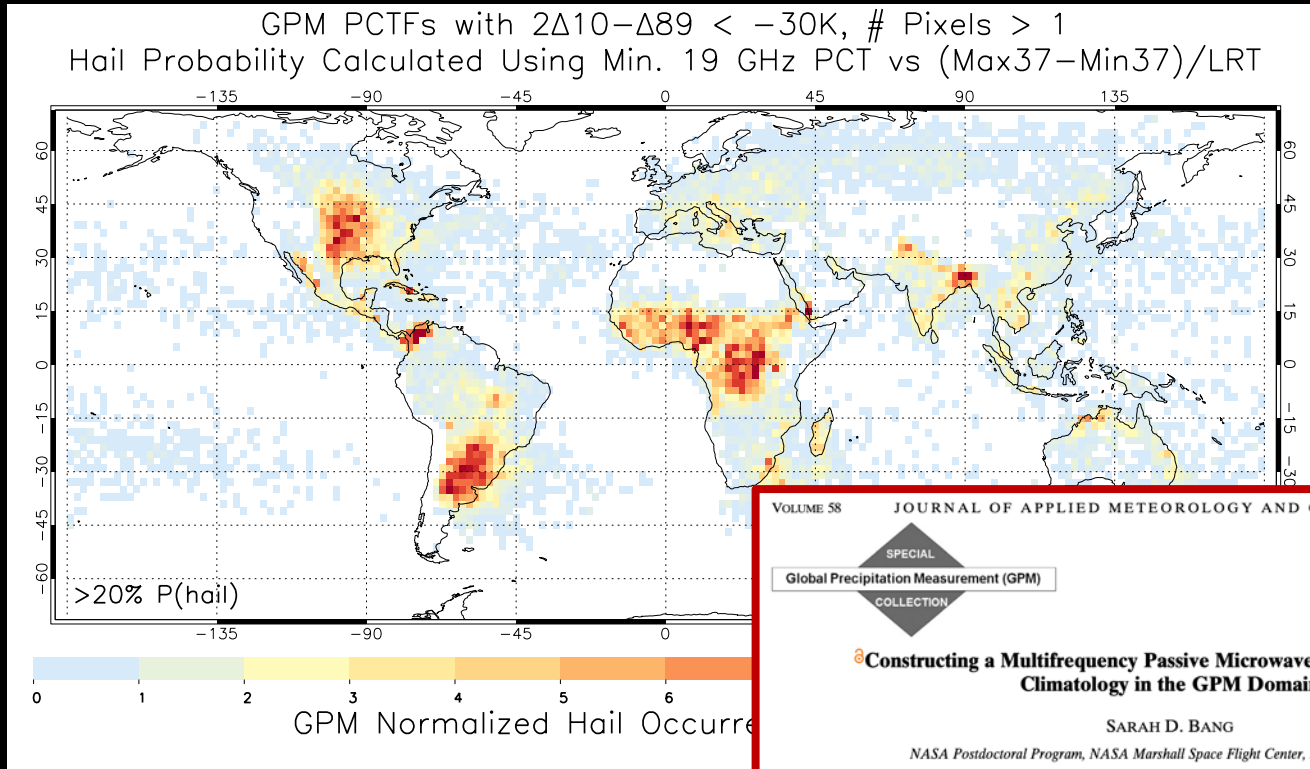 GPM PCTFs with 2Δ10−Δ89 < −30K, # Pixels > 1
Hail Probability Calculated Using Min. 19 GHz PCT vs (Max37−Min37)/LRT
−135 −90 −45 0 45 90 135
60 60
45 45
30 30
15 15
0 0
−15 −15
−30 −30
−45
−60
>20% P(hail)
−135 −90 −45 0
0 1 2 3 4 5 6
GPM Normalized Hail Occurre
VOLUME 58 JOURNAL OF APPLIED METEOROLOGY AND
SPECIAL
Global Precipitation Measurement (GPM)
COLLECTION
Constructing a Multifrequency Passive Microwave
Climatology in the GPM Domai
SARAH D. BANG
NASA Postdoctoral Program, NASA Marshall Space Flight Center,